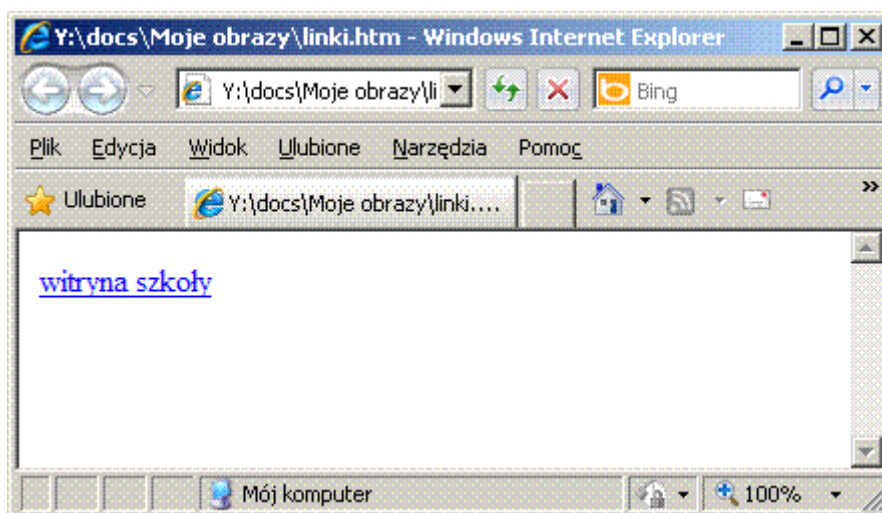 Y:\docs\Moje obrazy\linki.htm - Windows Internet Explorer
Y:\docs\Moje obrazy\li
Bing
Plik Edycja Widok Ulubione Narzędzia Pomoc
Ulubione Y:\docs\Moje obrazy\linki.... »
witryna szkoły
Mój komputer 100%